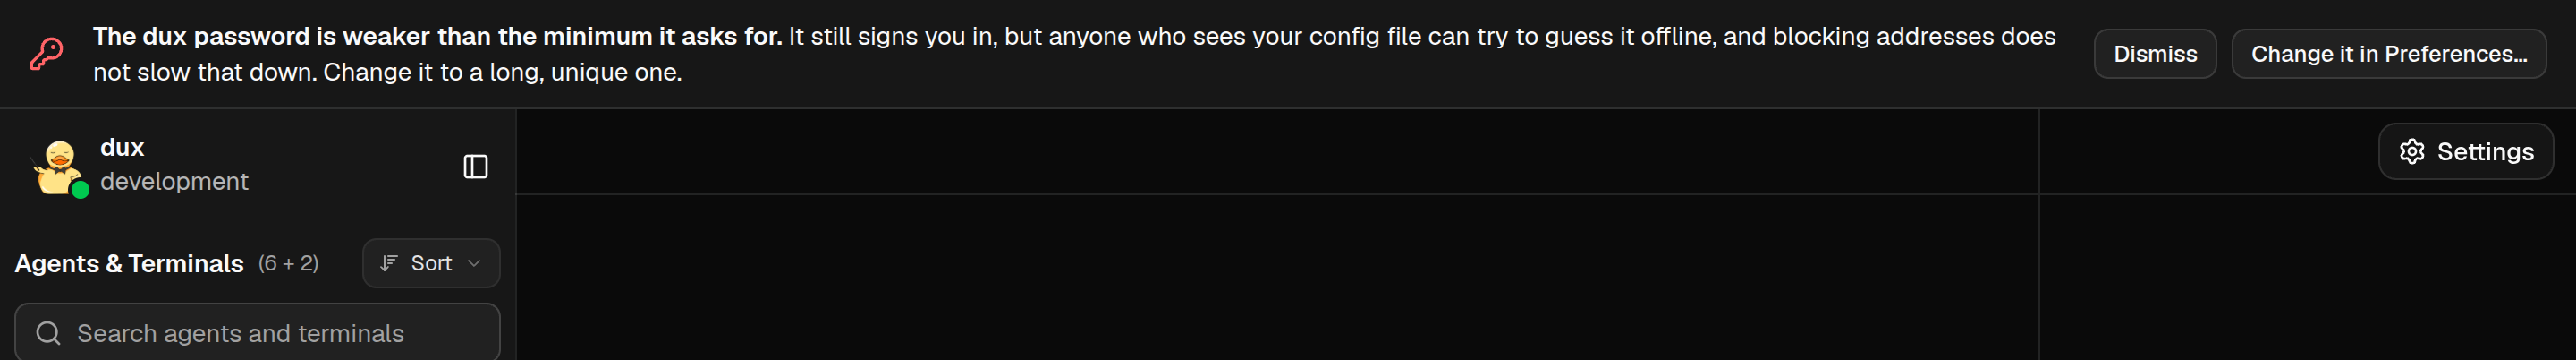 The dux password is weaker than the minimum it asks for. It still signs you in, but anyone who sees your config file can try to guess it offline, and blocking addresses does
not slow that down. Change it to a long, unique one.
Dismiss
Change it in Preferences…
dux
development
Settings
Agents & Terminals (6 + 2)
Sort
Search agents and terminals